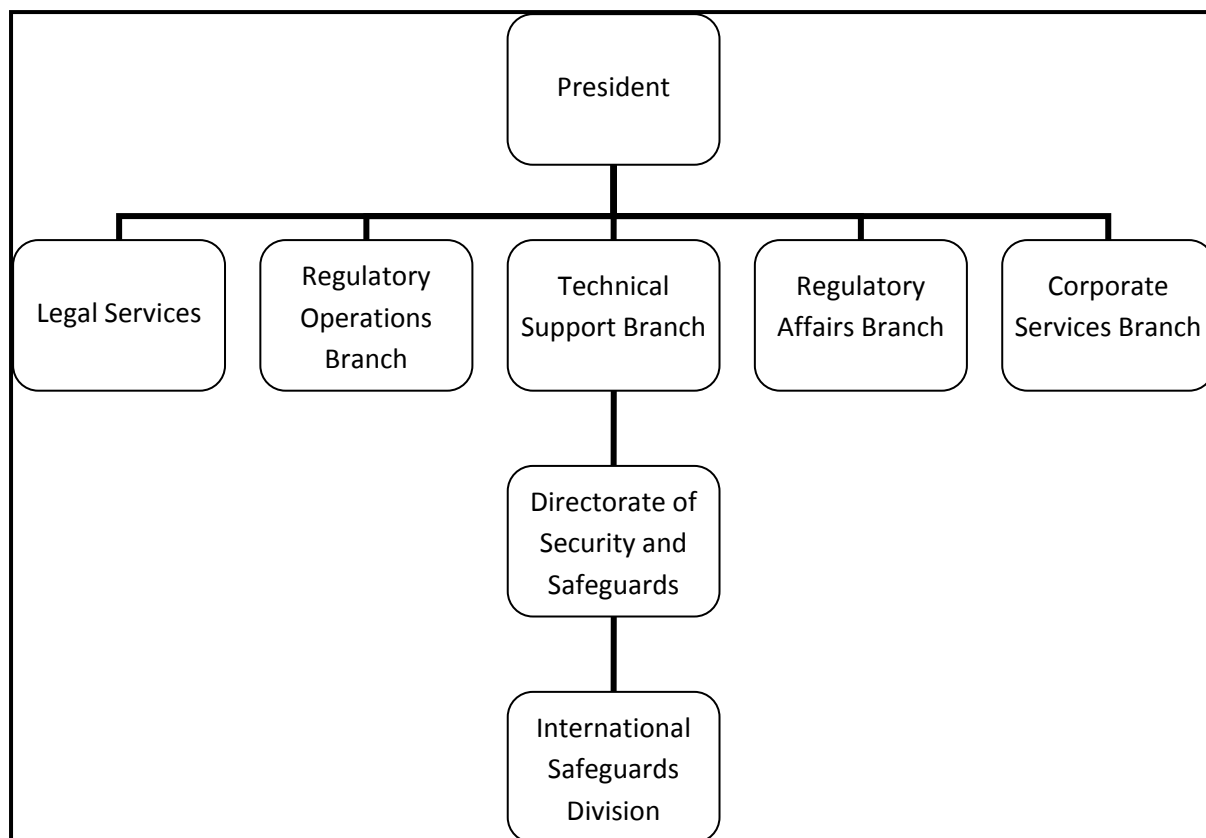 President
Legal Services
Regulatory
Operations
Branch
Technical
Support Branch
Regulatory
Affairs Branch
Corporate
Services Branch
Directorate of
Security and
Safeguards
International
Safeguards
Division